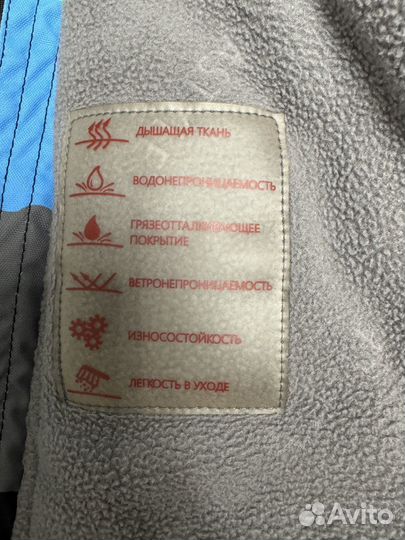 ДЫШАЩАЯ ТКАНЬ
ВОДОНЕПРОНИЦАЕМОСТЬ
ГРЯЗЕОТТАЛКИВАЮЩЕЕ
ПОКРЫТИЕ
ВЕТРОНЕПРОНИЦАЕМОСТЬ
ИЗНОСОСТОЙКОСТЬ
ЛЕГКОСТЬ В УХОДЕ
Avito